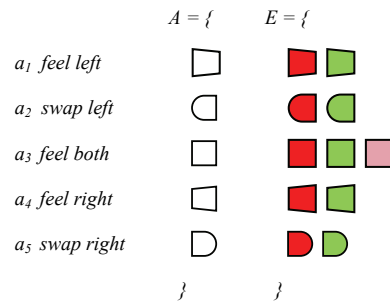 A = { E = {
a₁ feel left
a₂ swap left
a₃ feel both
a₄ feel right
a₅ swap right
} }